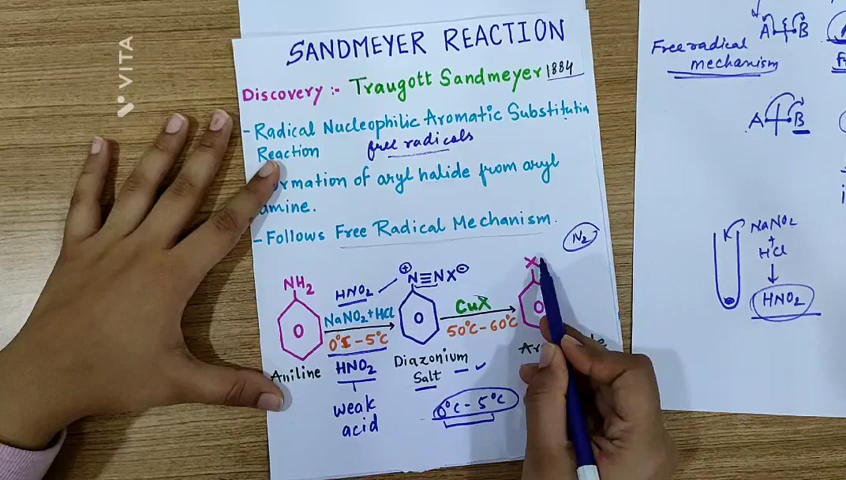 VITA
SANDMEYER REACTION
Discovery :- Traugott Sandmeyer 1884
- Radical Nucleophilic Aromatic Substitutin
Reaction free radicals
of aryl halide from aryl
amine.
- Follows Free Radical Mechanism.
N2
NH2
HNO2
⊕
N≡NX⊖
X
O
NaNO2+HCl
O
CuX
O
0°C - 5°C
50°C - 60°C
Aniline
HNO2
Diazonium
Salt
weak
acid
0°C - 5°C
Free radical
mechanism
A B
A B
NaNO2
+
HCl
↓
HNO2